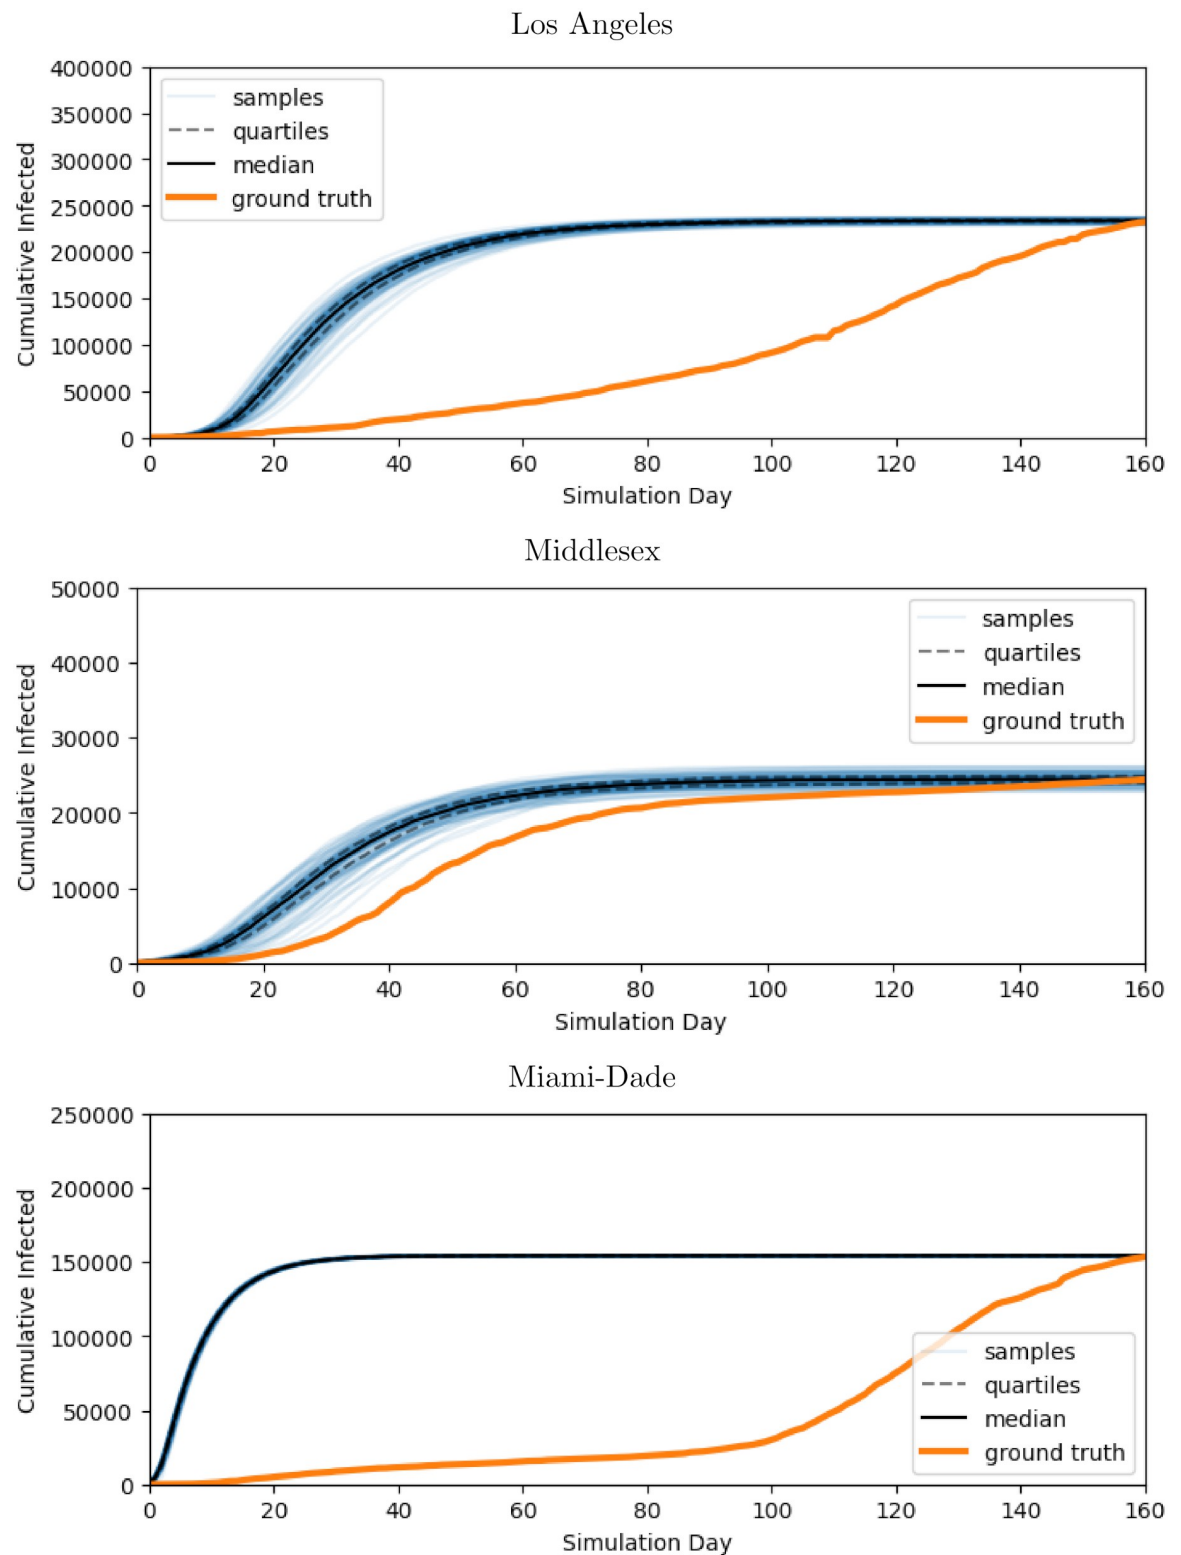 Los Angeles
400000
350000
300000
250000
200000
150000
100000
50000
0
Cumulative Infected
samples
quartiles
median
ground truth
0 20 40 60 80 100 120 140 160
Simulation Day
Middlesex
50000
40000
30000
20000
10000
0
Cumulative Infected
samples
quartiles
median
ground truth
0 20 40 60 80 100 120 140 160
Simulation Day
Miami-Dade
250000
200000
150000
100000
50000
0
Cumulative Infected
samples
quartiles
median
ground truth
0 20 40 60 80 100 120 140 160
Simulation Day